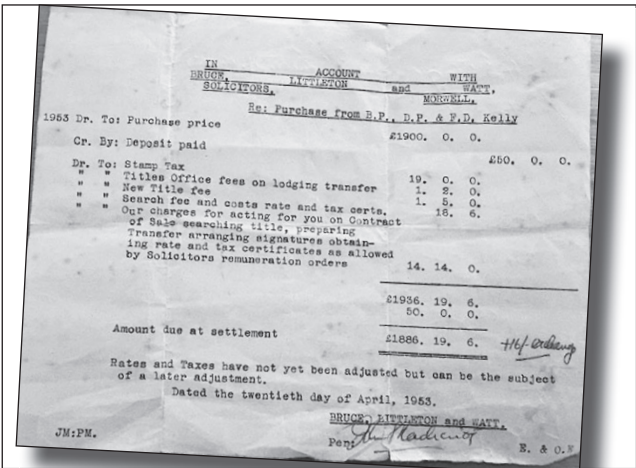 IN ACCOUNT WITH
BRUCE, LITTLETON and WATT,
SOLICITORS, MORWELL.
Re: Purchase from B.P., D.P. & F.D. Kelly
1953 Dr. To: Purchase price £1900. 0. 0.
Cr. By: Deposit paid £50. 0. 0.
Dr. To: Stamp Tax 19. 0. 0.
" " Titles Office fees on lodging transfer 1. 2. 0.
" " New Title fee 1. 5. 0.
" " Search fee and costs rate and tax certs. 18. 6.
" " Our charges for acting for you on Contract
of Sale searching title, preparing
Transfer arranging signatures obtain-
ing rate and tax certificates as allowed
by Solicitors remuneration orders 14. 14. 0.
£1936. 19. 6.
50. 0. 0.
Amount due at settlement £1886. 19. 6. +16/-
Rates and Taxes have not yet been adjusted but can be the subject
of a later adjustment.
Dated the twentieth day of April, 1953.
BRUCE, LITTLETON and WATT.
Per:
JM:PM. E. & O.E